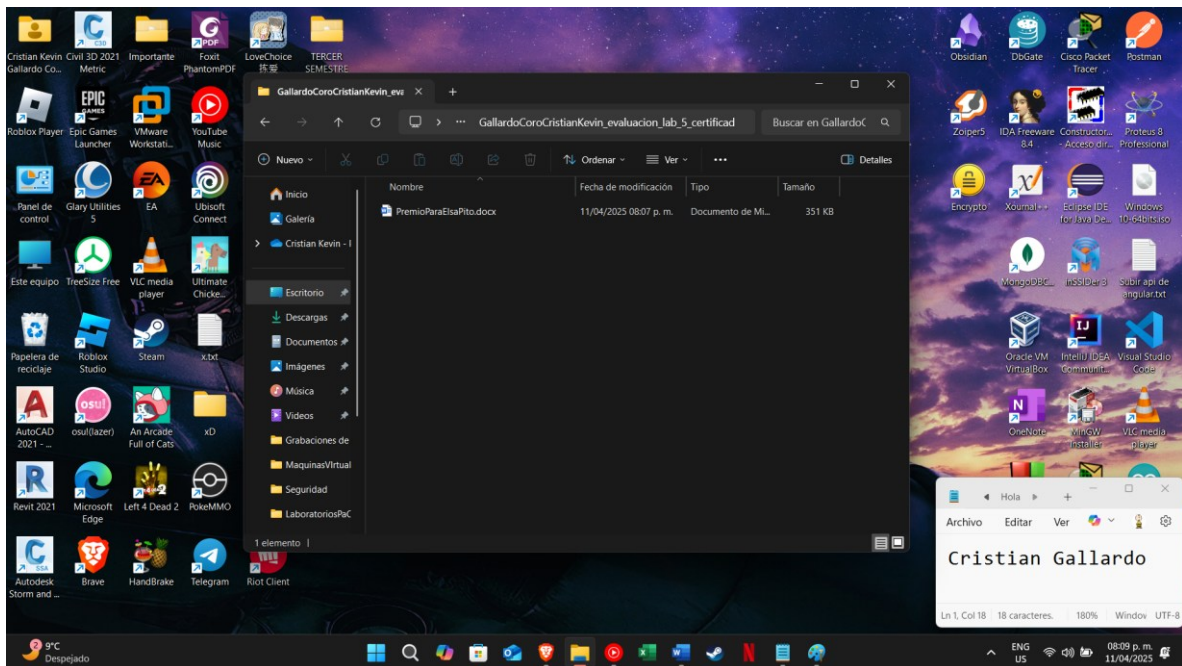 Cristian Kevin Gallardo Co...
Civil 3D 2021 Metric
Importante
Foxit PhantomPDF
LoveChoice 拣爱
TERCER SEMESTRE
Roblox Player
Epic Games Launcher
VMware Workstati...
YouTube Music
Panel de control
Glary Utilities 5
EA
Ubisoft Connect
Este equipo
TreeSize Free
VLC media player
Ultimate Chicke...
Papelera de reciclaje
Roblox Studio
Steam
x.txt
AutoCAD 2021 - ...
osu!(lazer)
An Arcade Full of Cats
xD
Revit 2021
Microsoft Edge
Left 4 Dead 2
PokeMMO
Autodesk Storm and ...
Brave
HandBrake
Telegram
Riot Client
GallardoCoroCristianKevin_eva
GallardoCoroCristianKevin_evaluacion_lab_5_certificad
Buscar en GallardoC
Nuevo
Ordenar
Ver
Detalles
Inicio
Galería
Cristian Kevin - I
Escritorio
Descargas
Documentos
Imágenes
Música
Videos
Grabaciones de
MaquinasVIrtual
Seguridad
LaboratoriosPaC
Nombre Fecha de modificación Tipo Tamaño
PremioParaElsaPito.docx 11/04/2025 08:07 p. m. Documento de Mi... 351 KB
1 elemento
Obsidian
DbGate
Cisco Packet Tracer
Postman
Zoiper5
IDA Freeware 8.4
Constructor... - Acceso dir...
Proteus 8 Professional
Encrypto
Xournal++
Eclipse IDE for Java De...
Windows 10-64bits.iso
MongoDBC...
inSSIDer3
Subir api de angular.txt
Oracle VM VirtualBox
IntelliJ IDEA Communit...
Visual Studio Code
OneNote
MinGW Installer
VLC media player
Hola
Archivo Editar Ver
Cristian Gallardo
Ln 1, Col 18 18 caracteres. 180% Window UTF-8
2
9°C
Despejado
ENG
US
08:09 p. m.
11/04/2025